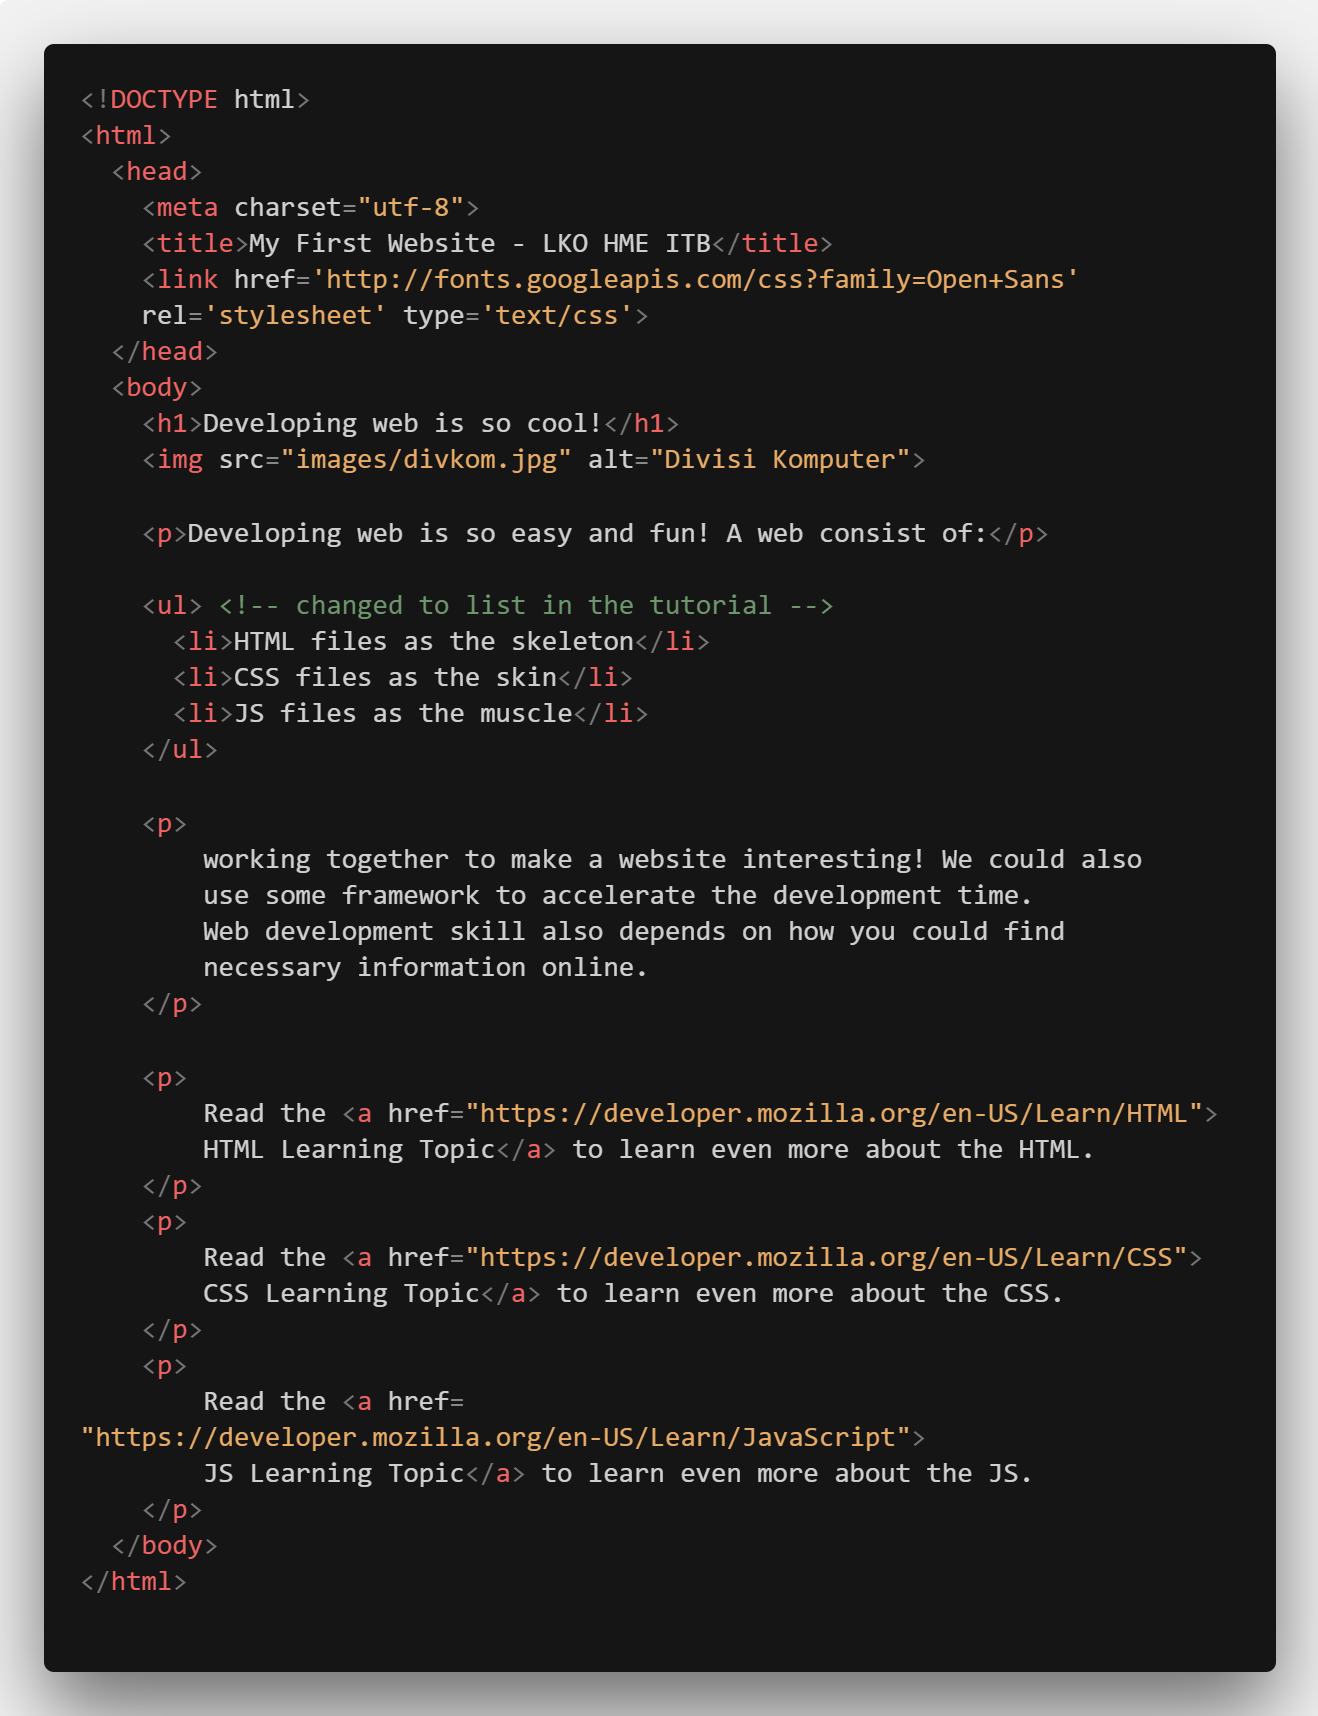 <!DOCTYPE html>
<html>
  <head>
    <meta charset="utf-8">
    <title>My First Website - LKO HME ITB</title>
    <link href='http://fonts.googleapis.com/css?family=Open+Sans'
    rel='stylesheet' type='text/css'>
  </head>
  <body>
    <h1>Developing web is so cool!</h1>
    <img src="images/divkom.jpg" alt="Divisi Komputer">

    <p>Developing web is so easy and fun! A web consist of:</p>

    <ul> <!-- changed to list in the tutorial -->
      <li>HTML files as the skeleton</li>
      <li>CSS files as the skin</li>
      <li>JS files as the muscle</li>
    </ul>

    <p>
        working together to make a website interesting! We could also
        use some framework to accelerate the development time.
        Web development skill also depends on how you could find
        necessary information online.
    </p>

    <p>
        Read the <a href="https://developer.mozilla.org/en-US/Learn/HTML">
        HTML Learning Topic</a> to learn even more about the HTML.
    </p>
    <p>
        Read the <a href="https://developer.mozilla.org/en-US/Learn/CSS">
        CSS Learning Topic</a> to learn even more about the CSS.
    </p>
    <p>
        Read the <a href=
"https://developer.mozilla.org/en-US/Learn/JavaScript">
        JS Learning Topic</a> to learn even more about the JS.
    </p>
  </body>
</html>